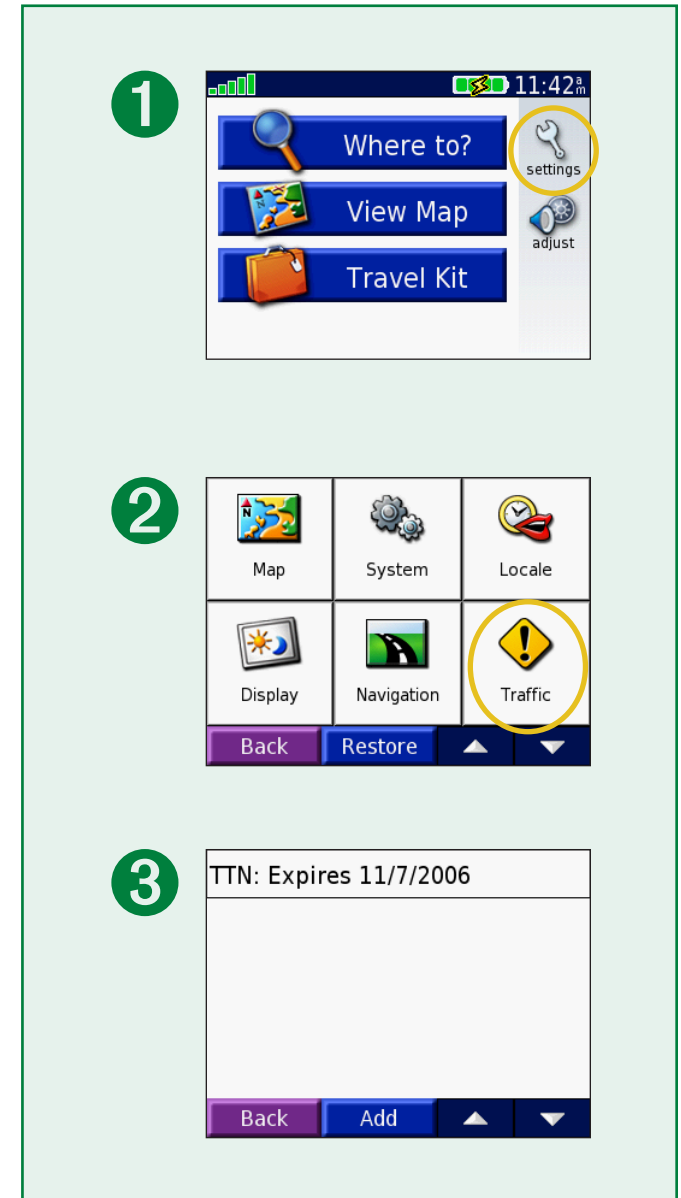 1
11:42 am
Where to?
settings
View Map
adjust
Travel Kit
2
N
Map System Locale
Display Navigation Traffic
Back Restore
3
TTN: Expires 11/7/2006
Back Add